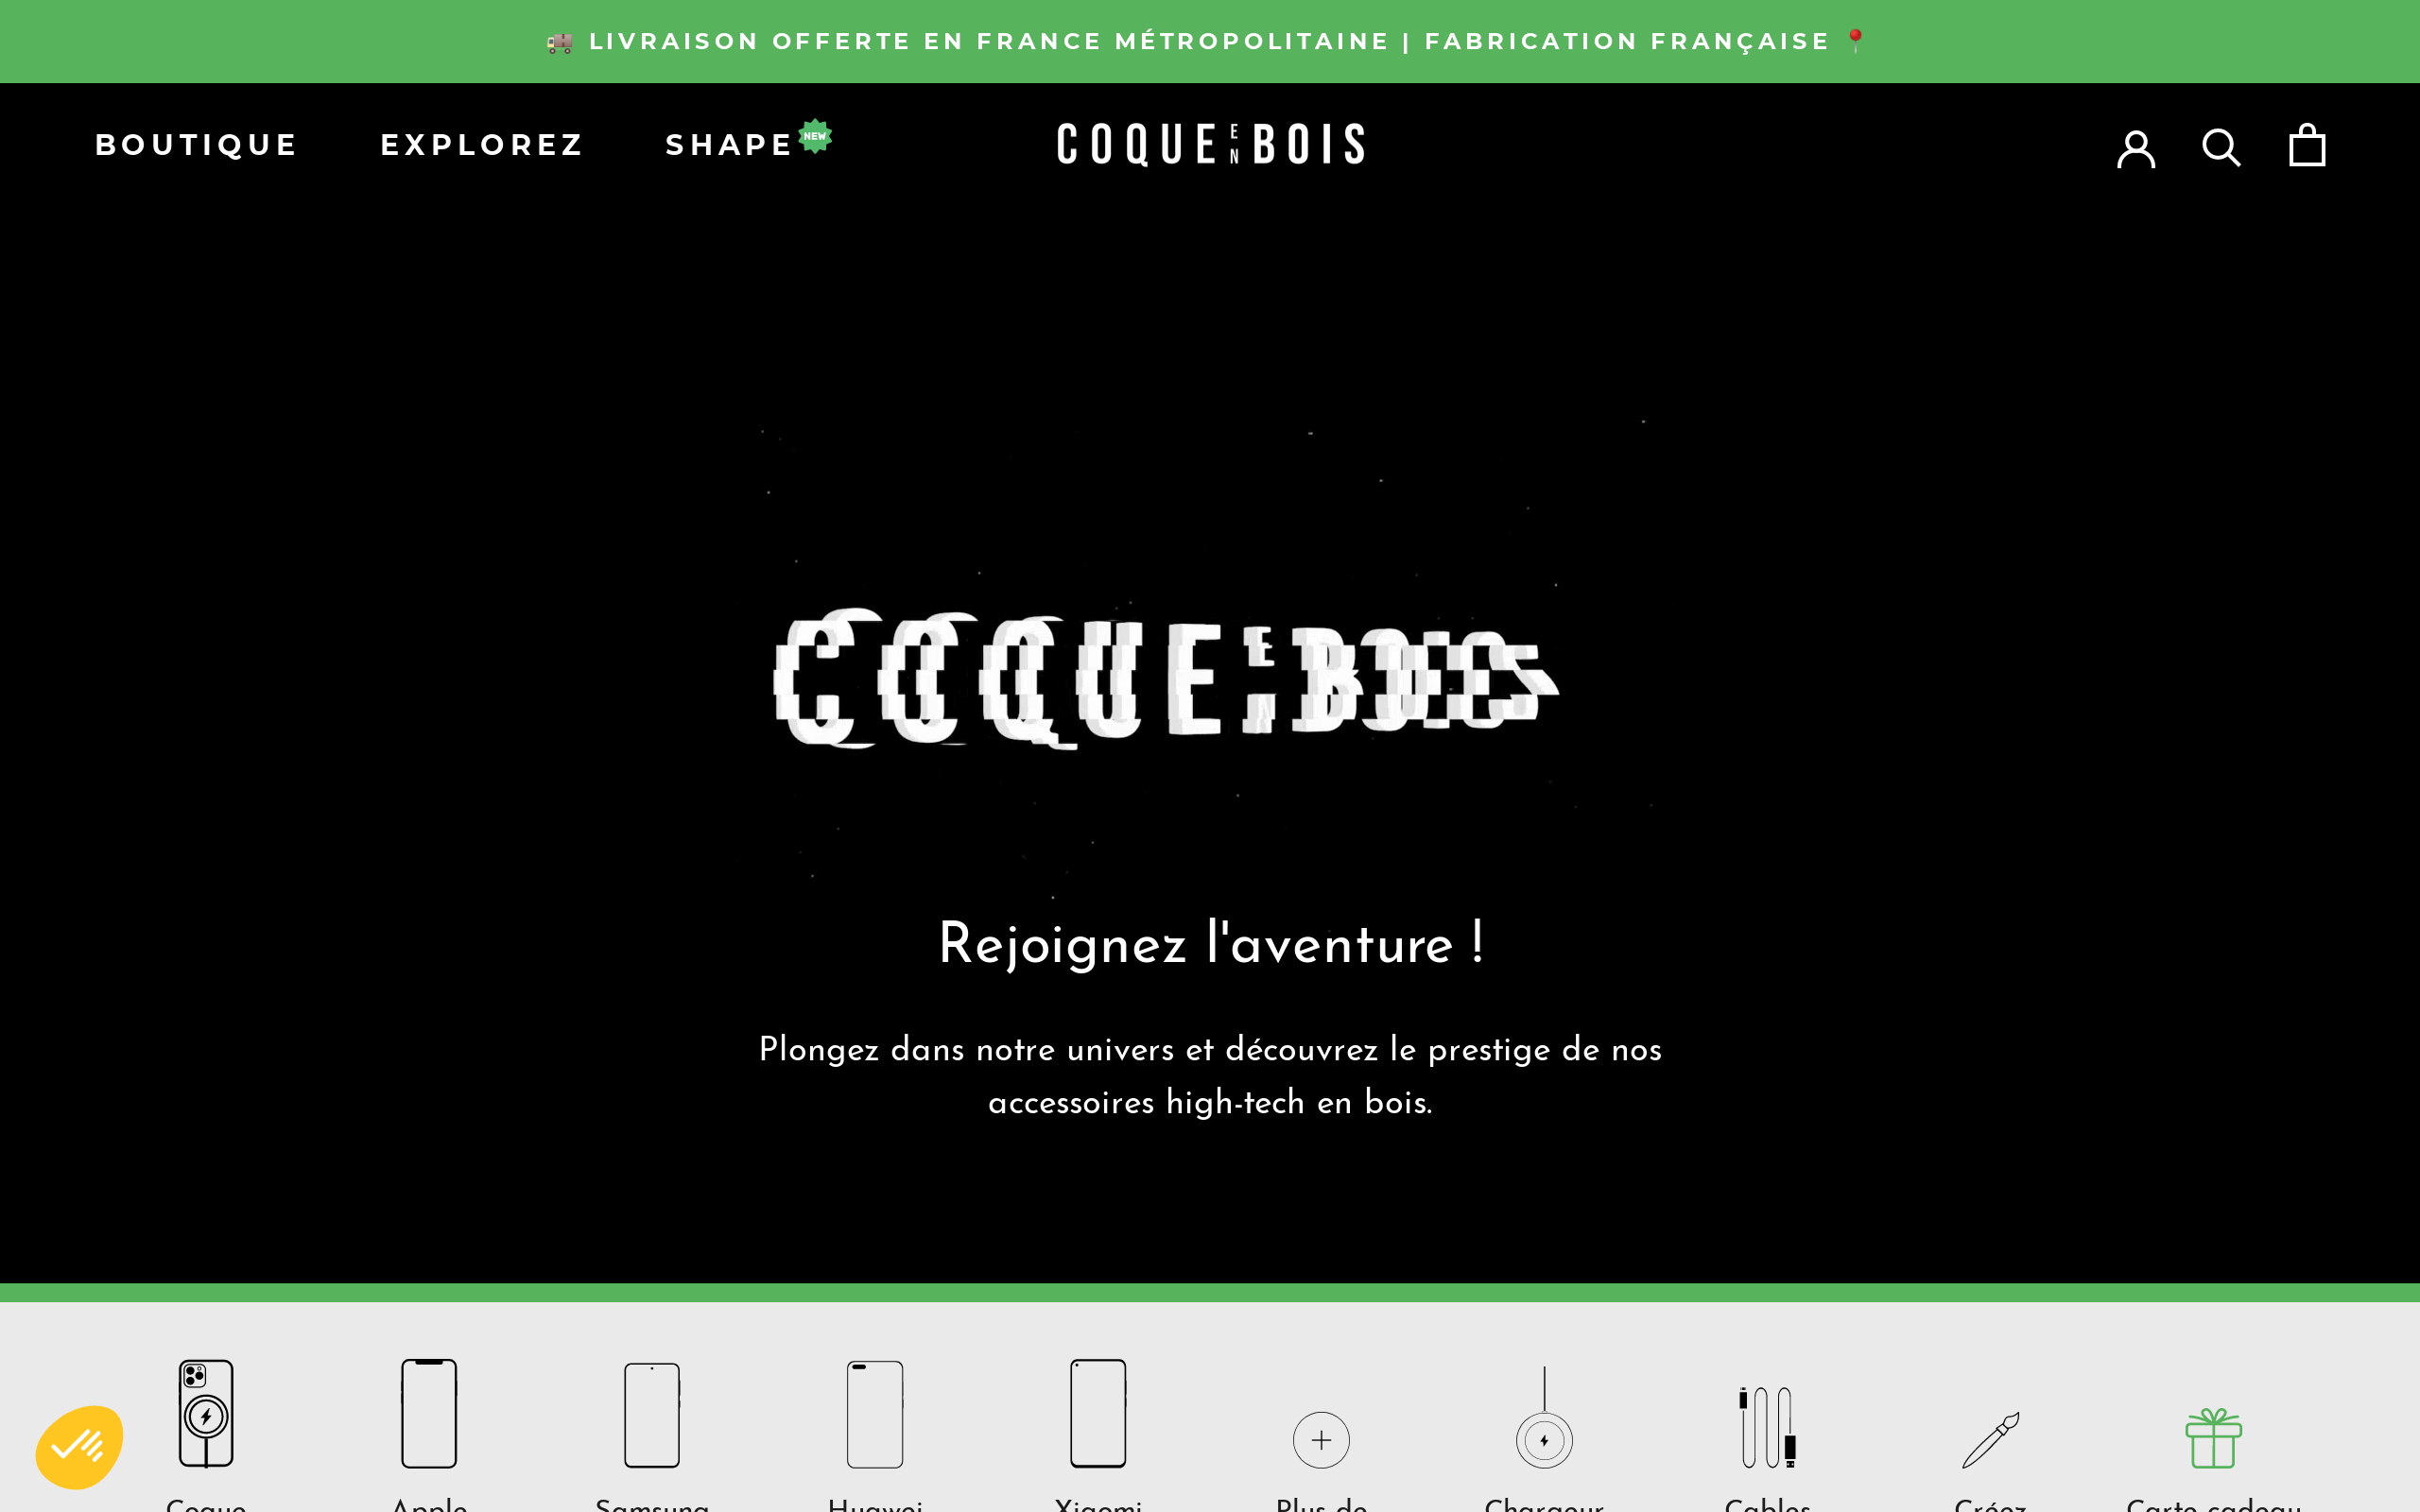 🚚 LIVRAISON OFFERTE EN FRANCE MÉTROPOLITAINE | FABRICATION FRANÇAISE 📍
BOUTIQUE EXPLOREZ SHAPE NEW COQUE EN BOIS
COQUE EN BOIS
Rejoignez l'aventure !
Plongez dans notre univers et découvrez le prestige de nos
accessoires high-tech en bois.
Coque Apple Samsung Huawei Xiaomi Plus de Chargeur Cables Créez Carte cadeau